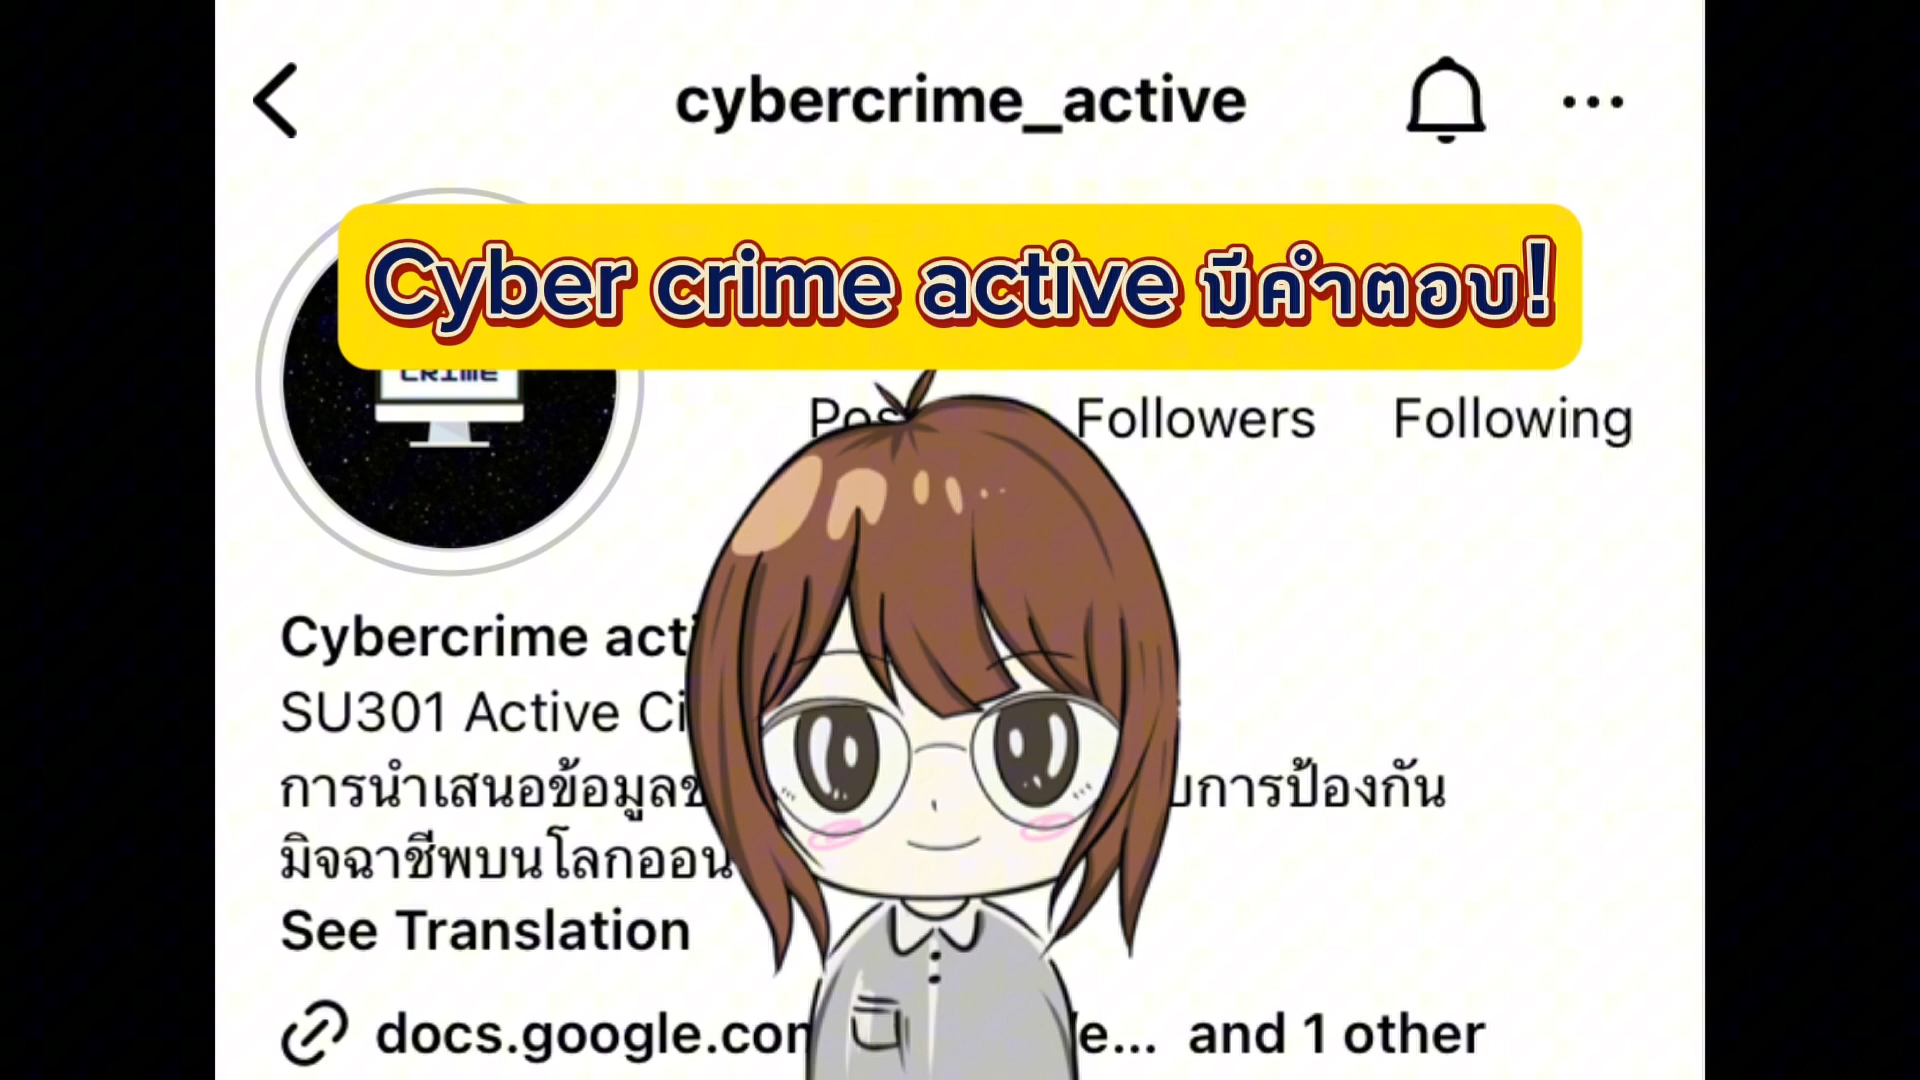 cybercrime_active
Cyber crime active มีคำตอบ!
CRIME
Followers Following
Cybercrime
SU301 Active
การนำเสนอข้อมูล การป้องกัน
มิจฉาชีพบนโลกออน
See Translation
docs.google.com and 1 other